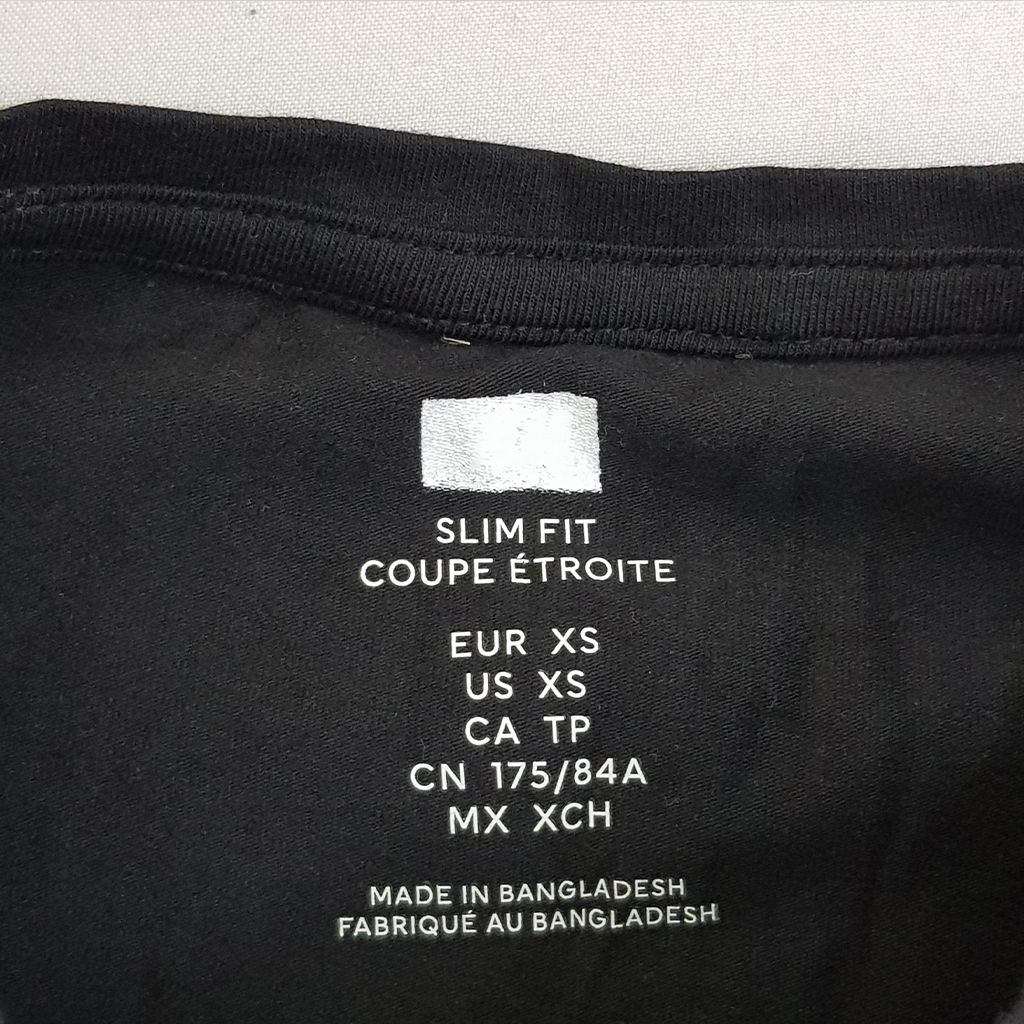 SLIM FIT
COUPE ÉTROITE
EUR XS
US XS
CA TP
CN 175/84A
MX XCH
MADE IN BANGLADESH
FABRIQUÉ AU BANGLADESH